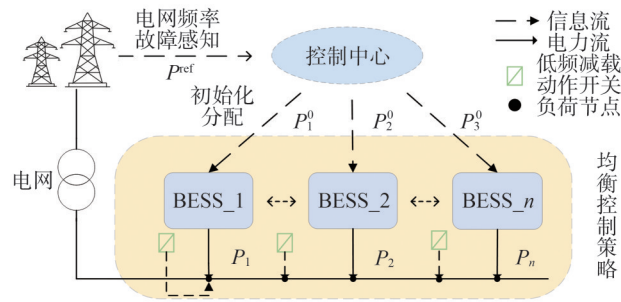 电网频率
故障感知
P^ref
控制中心
信息流
电力流
低频减载
动作开关
负荷节点
初始化
分配
P_1^0
P_2^0
P_3^0
电网
BESS_1
BESS_2
BESS_n
P_1
P_2
P_n
均衡控制策略